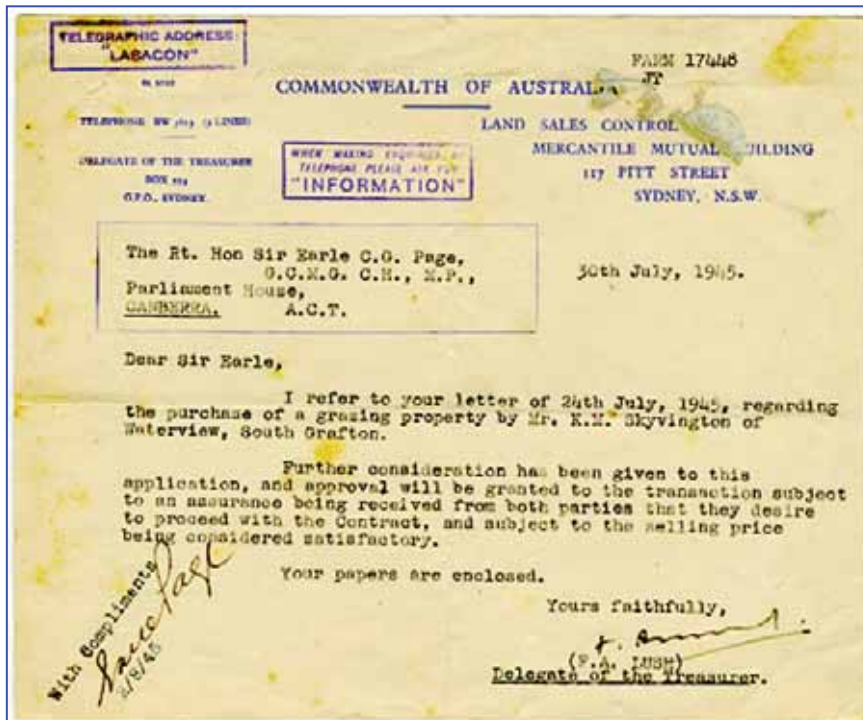 TELEGRAPHIC ADDRESS
"LABACON"
FARM 17448
JT
COMMONWEALTH OF AUSTRALIA
TELEPHONE BW (9 LINES)
LAND SALES CONTROL
WHEN MAKING ENQUIRIES BY
TELEPHONE PLEASE ASK FOR
"INFORMATION"
MERCANTILE MUTUAL BUILDING
DELEGATE OF THE TREASURER
117 PITT STREET
BOX
G.P.O., SYDNEY.
SYDNEY, N.S.W.
The Rt. Hon Sir Earle C.G. Page,
G.C.M.G. C.H., M.P.,
30th July, 1945.
Parliament House,
CANBERRA. A.C.T.
Dear Sir Earle,
I refer to your letter of 24th July, 1945, regarding
the purchase of a grazing property by Mr. K.M. Skyvington of
Waterview, South Grafton.
Further consideration has been given to this
application, and approval will be granted to the transaction subject
to an assurance being received from both parties that they desire
to proceed with the Contract, and subject to the selling price
being considered satisfactory.
Your papers are enclosed.
Yours faithfully,
(F.A. LUSH)
Delegate of the Treasurer.
With Compliments
Earle Page
2/8/45